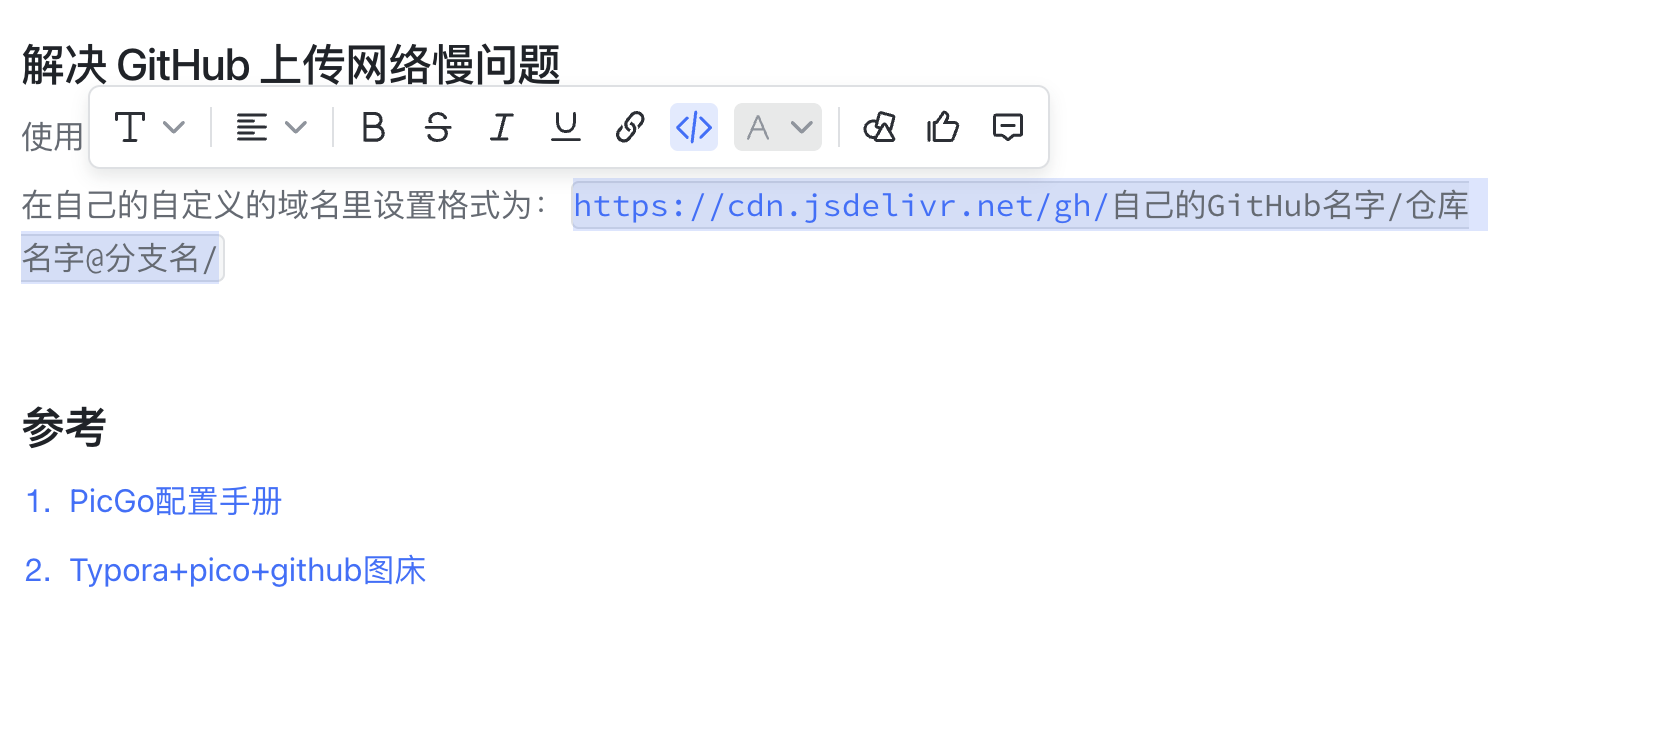 解决 GitHub 上传网络慢问题
使用
T B S I U A
在自己的自定义的域名里设置格式为： https://cdn.jsdelivr.net/gh/自己的GitHub名字/仓库
名字@分支名/
参考
1. PicGo配置手册
2. Typora+pico+github图床